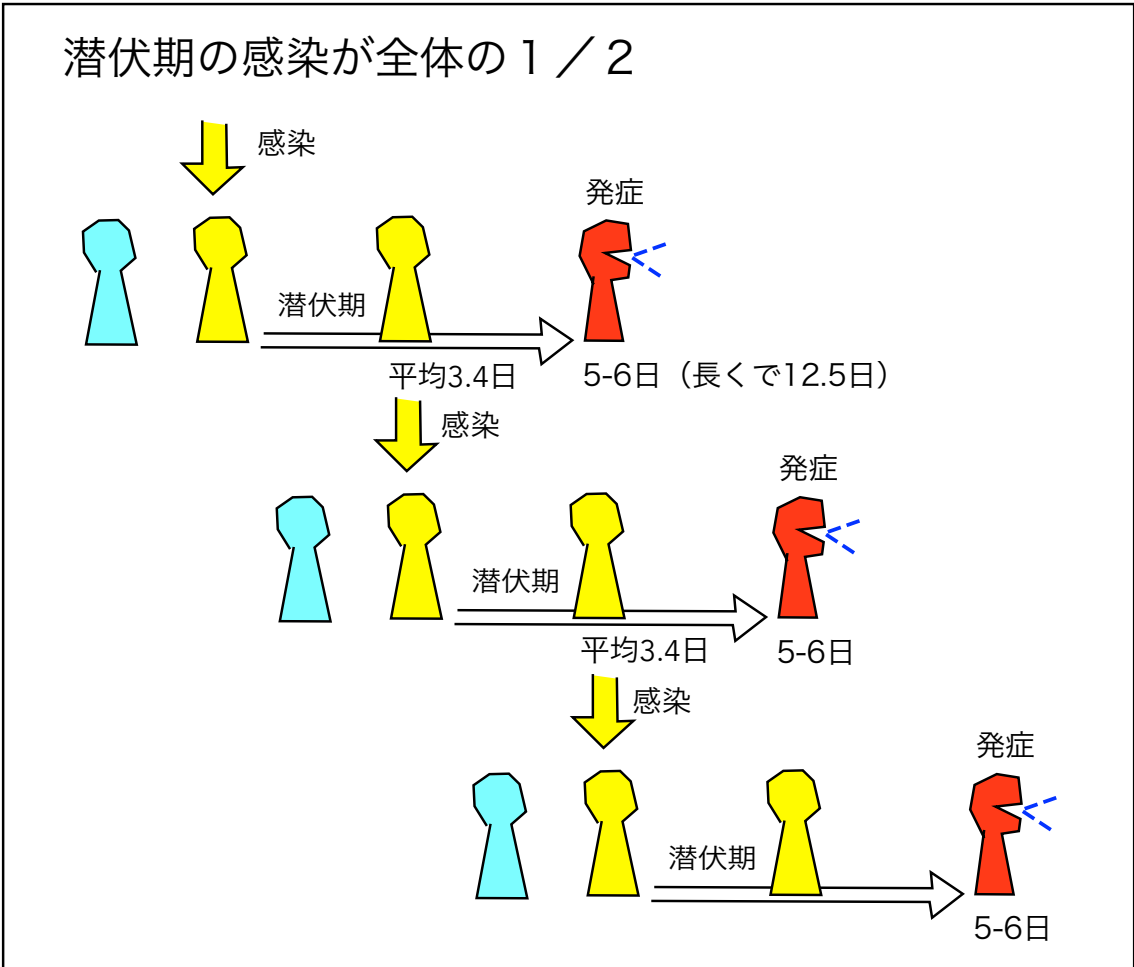 潜伏期の感染が全体の１／２
感染
発症
潜伏期
平均3.4日
5-6日（長くで12.5日）
感染
発症
潜伏期
平均3.4日
5-6日
感染
発症
潜伏期
5-6日